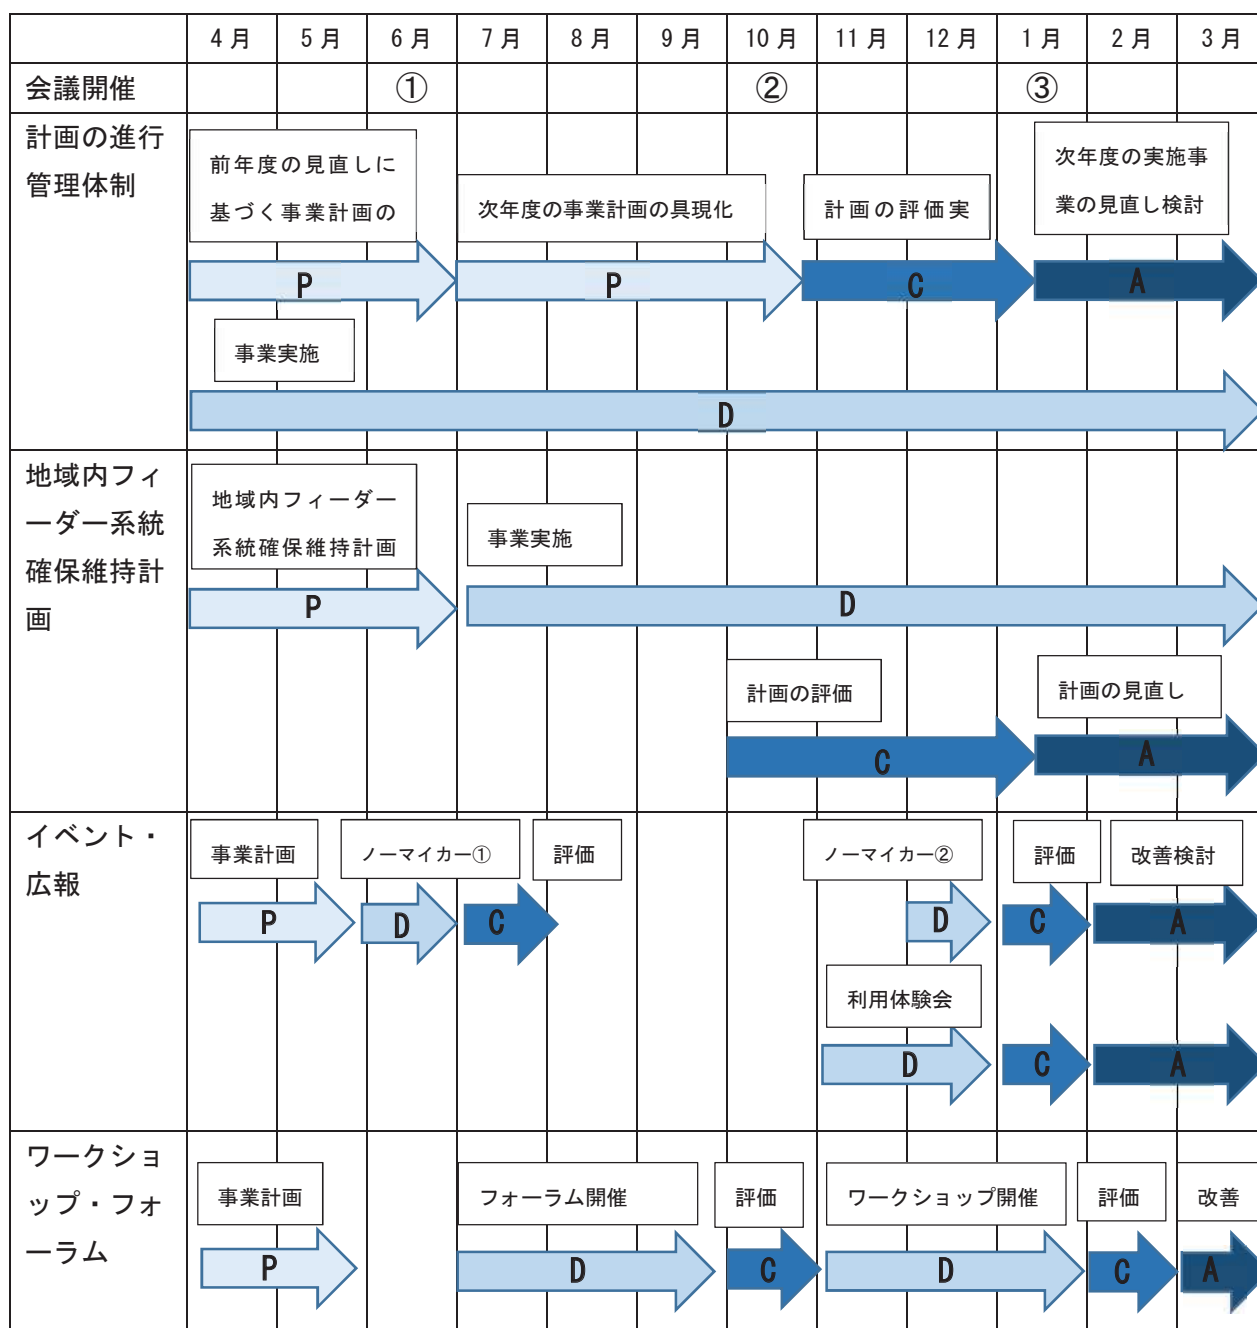 4月 5月 6月 7月 8月 9月 10月 11月 12月 1月 2月 3月
会議開催 ① ② ③
計画の進行
管理体制
前年度の見直しに
基づく事業計画の
次年度の事業計画の具現化
計画の評価実
次年度の実施事
業の見直し検討
P P C A
事業実施
D
地域内フィ
ーダー系統
確保維持計
画
地域内フィーダー
系統確保維持計画
事業実施
P D
計画の評価 計画の見直し
C A
イベント・
広報
事業計画 ノーマイカー① 評価 ノーマイカー② 評価 改善検討
P D C D C A
利用体験会
D C A
ワークショ
ップ・フォ
ーラム
事業計画 フォーラム開催 評価 ワークショップ開催 評価 改善
P D C D C A